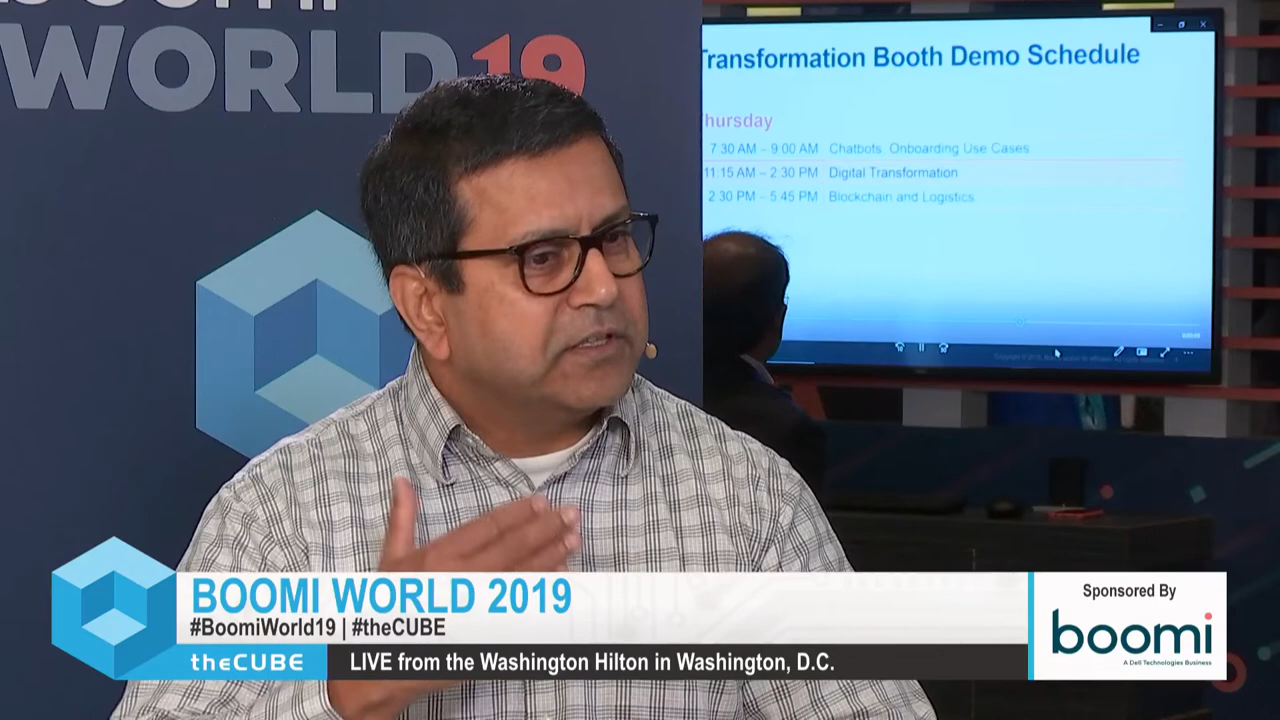 WORLD19
Transformation Booth Demo Schedule
hursday
7:30 AM – 9:00 AM Chatbots: Onboarding Use Cases
11.15 AM – 2:30 PM Digital Transformation
2:30 PM – 5:45 PM Blockchain and Logistics
BOOMI WORLD 2019
#BoomiWorld19 | #theCUBE
theCUBE
LIVE from the Washington Hilton in Washington, D.C.
Sponsored By
boomi
A Dell Technologies Business